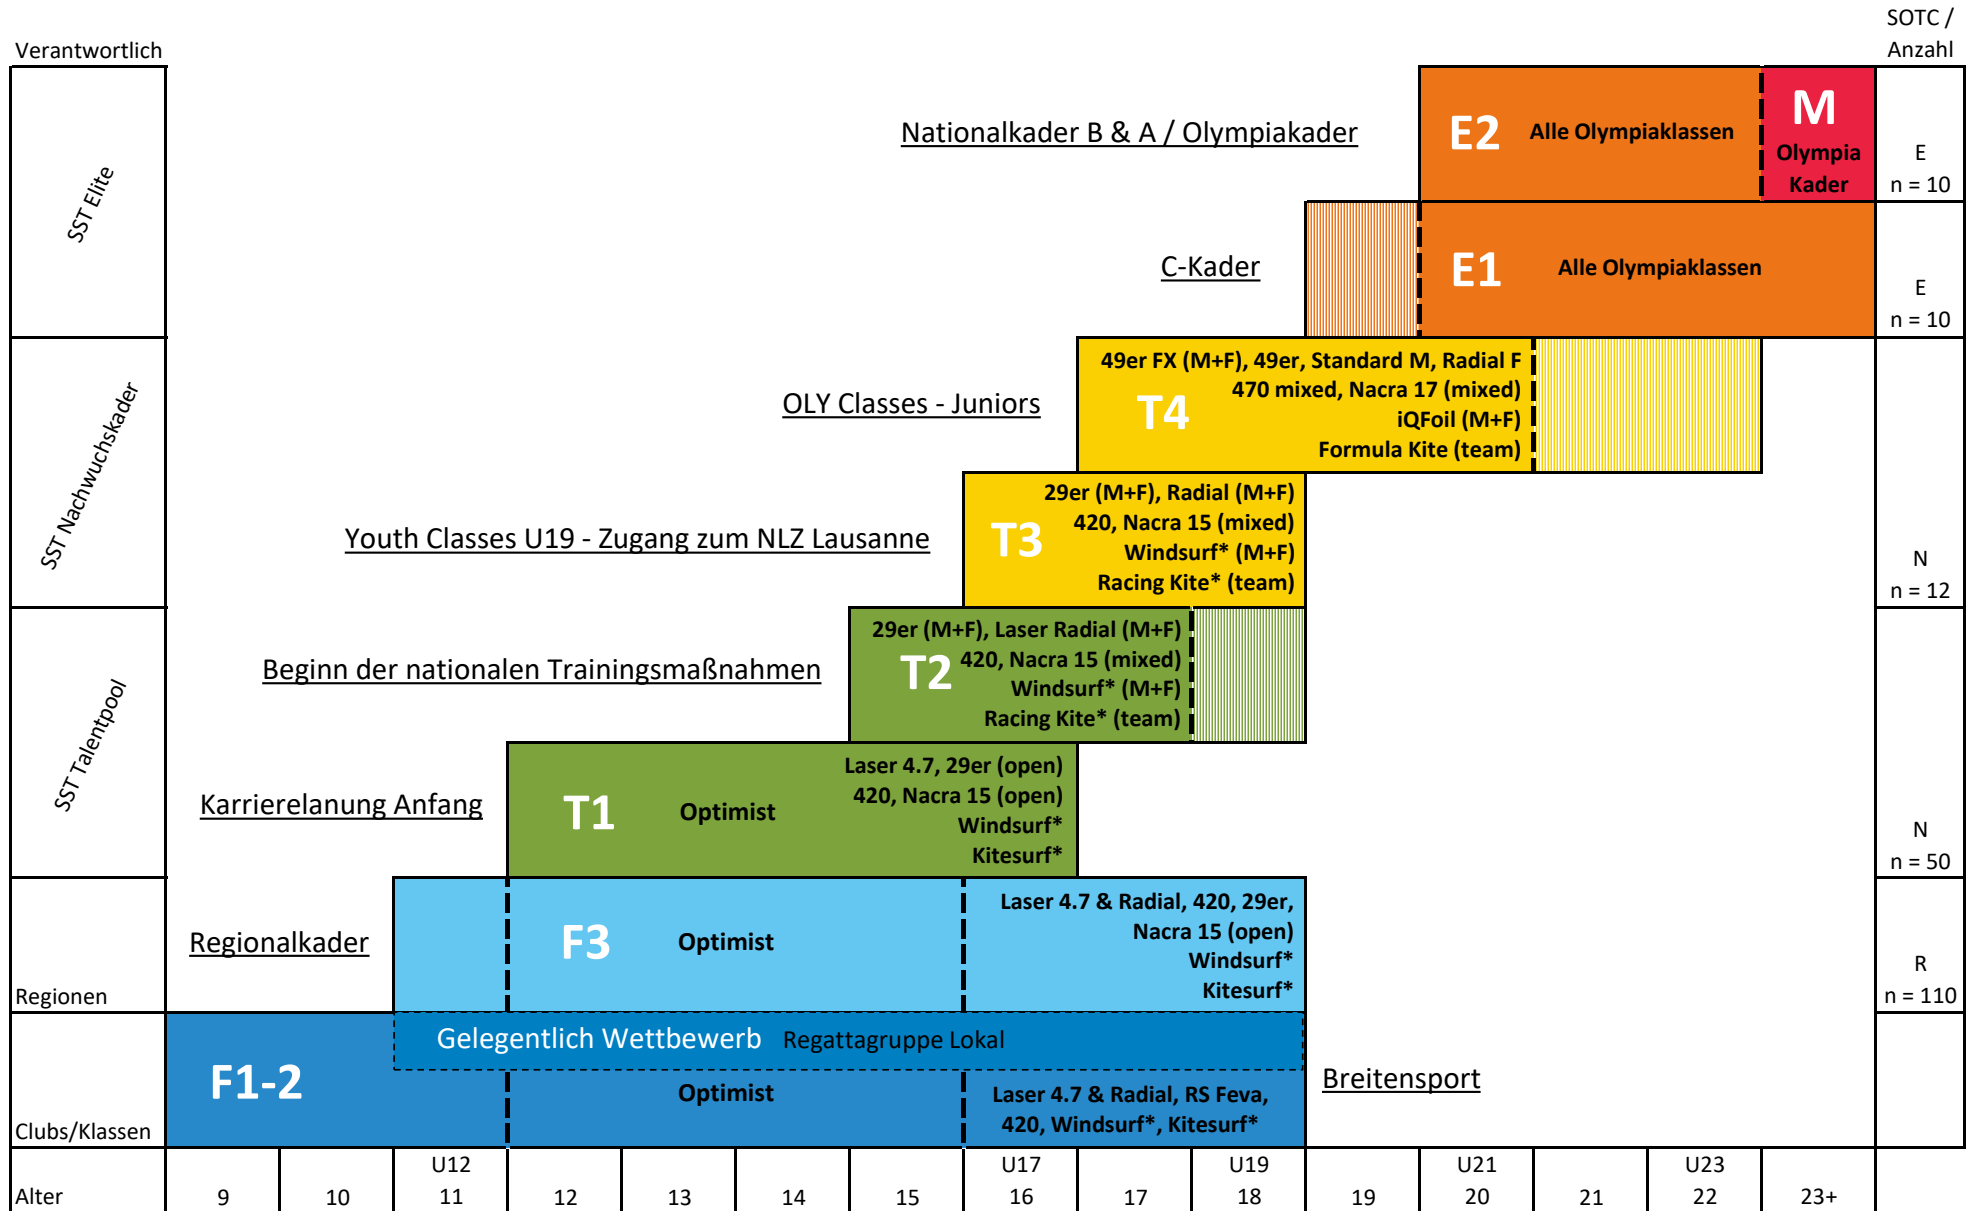 SOTC /
Verantwortlich
Anzahl
SST Elite
Nationalkader B & A / Olympiakader
E2
Alle Olympiaklassen
M
Olympia
Kader
E
n = 10
C-Kader
E1
Alle Olympiaklassen
E
n = 10
SST Nachwuchskader
OLY Classes - Juniors
T4
49er FX (M+F), 49er, Standard M, Radial F
470 mixed, Nacra 17 (mixed)
iQFoil (M+F)
Formula Kite (team)
Youth Classes U19 - Zugang zum NLZ Lausanne
T3
29er (M+F), Radial (M+F)
420, Nacra 15 (mixed)
Windsurf* (M+F)
Racing Kite* (team)
N
n = 12
SST Talentpool
Beginn der nationalen Trainingsmaßnahmen
T2
29er (M+F), Laser Radial (M+F)
420, Nacra 15 (mixed)
Windsurf* (M+F)
Racing Kite* (team)
Karrierelanung Anfang
T1
Optimist
Laser 4.7, 29er (open)
420, Nacra 15 (open)
Windsurf*
Kitesurf*
N
n = 50
Regionen
Regionalkader
F3
Optimist
Laser 4.7 & Radial, 420, 29er,
Nacra 15 (open)
Windsurf*
Kitesurf*
R
n = 110
Clubs/Klassen
F1-2
Gelegentlich Wettbewerb Regattagruppe Lokal
Optimist
Laser 4.7 & Radial, RS Feva,
420, Windsurf*, Kitesurf*
Breitensport
U12 U17 U19 U21 U23
Alter 9 10 11 12 13 14 15 16 17 18 19 20 21 22 23+